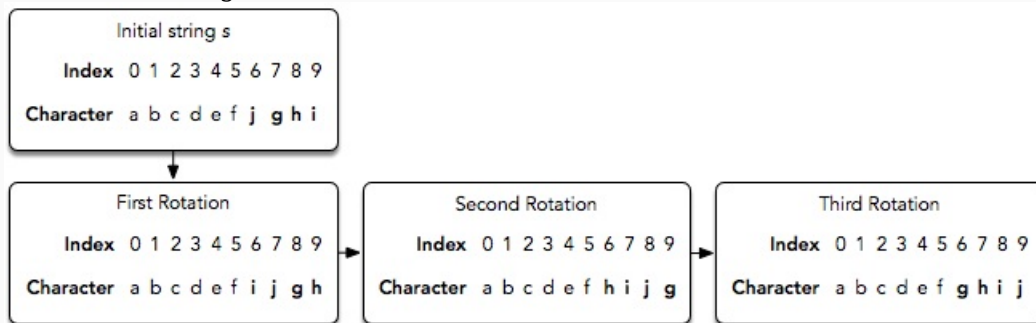 Initial string s
Index 0 1 2 3 4 5 6 7 8 9
Character a b c d e f j g h i
First Rotation
Index 0 1 2 3 4 5 6 7 8 9
Character a b c d e f i j g h
Second Rotation
Index 0 1 2 3 4 5 6 7 8 9
Character a b c d e f h i j g
Third Rotation
Index 0 1 2 3 4 5 6 7 8 9
Character a b c d e f g h i j